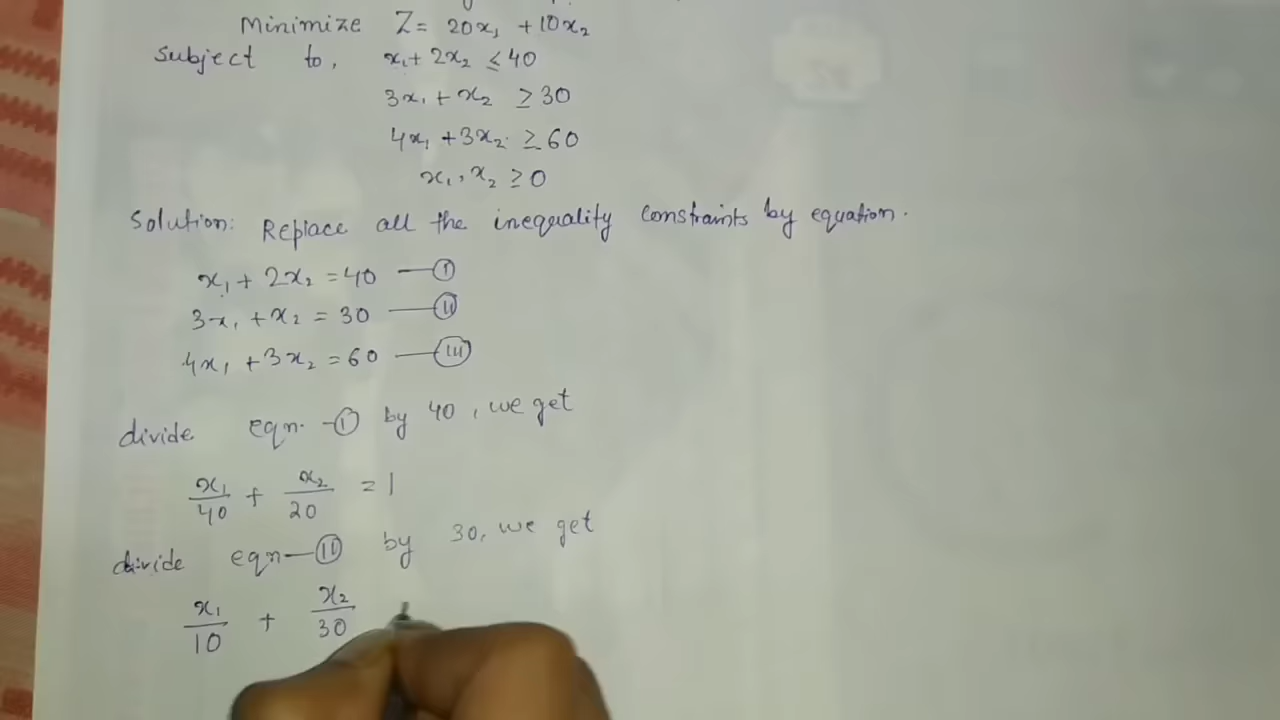 Minimize Z = 20x₁ + 10x₂
Subject to, x₁ + 2x₂ ≤ 40
3x₁ + x₂ ≥ 30
4x₁ + 3x₂ ≥ 60
x₁, x₂ ≥ 0
Solution: Replace all the inequality constraints by equation.
x₁ + 2x₂ = 40 —Ⓘ
3x₁ + x₂ = 30 —(II)
4x₁ + 3x₂ = 60 —(III)
divide eqn. -Ⓘ by 40, we get
x₁/40 + x₂/20 = 1
divide eqn—(II) by 30, we get
x₁/10 + x₂/30